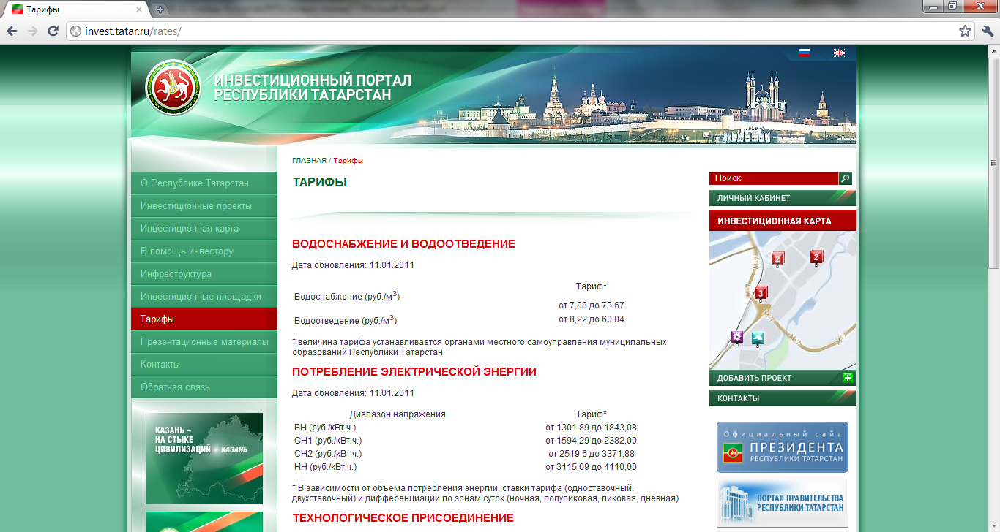 Тарифы
invest.tatar.ru/rates/
ИНВЕСТИЦИОННЫЙ ПОРТАЛ
РЕСПУБЛИКИ ТАТАРСТАН
О Республике Татарстан
Инвестиционные проекты
Инвестиционная карта
В помощь инвестору
Инфраструктура
Инвестиционные площадки
Тарифы
Презентационные материалы
Контакты
Обратная связь
КАЗАНЬ –
НА СТЫКЕ
ЦИВИЛИЗАЦИЙ
КАЗАНЬ
ГЛАВНАЯ / Тарифы
ТАРИФЫ
ВОДОСНАБЖЕНИЕ И ВОДООТВЕДЕНИЕ
Дата обновления: 11.01.2011
Тариф*
Водоснабжение (руб./м³)
от 7,88 до 73,67
Водоотведение (руб./м³) от 8,22 до 60,04
* величина тарифа устанавливается органами местного самоуправления муниципальных
образований Республики Татарстан
ПОТРЕБЛЕНИЕ ЭЛЕКТРИЧЕСКОЙ ЭНЕРГИИ
Дата обновления: 11.01.2011
Диапазон напряжения Тариф*
ВН (руб./кВт.ч.) от 1301,89 до 1843,08
СН1 (руб./кВт.ч.) от 1594,29 до 2382,00
СН2 (руб./кВт.ч.) от 2519,6 до 3371,88
НН (руб./кВт.ч.) от 3115,09 до 4110,00
* В зависимости от объема потребления энергии, ставки тарифа (одноставочный,
двухставочный) и дифференциации по зонам суток (ночная, полупиковая, пиковая, дневная)
ТЕХНОЛОГИЧЕСКОЕ ПРИСОЕДИНЕНИЕ
Поиск
ЛИЧНЫЙ КАБИНЕТ
ИНВЕСТИЦИОННАЯ КАРТА
2
2
3
М-7
М-7
М-7
ДОБАВИТЬ ПРОЕКТ
КОНТАКТЫ
Официальный сайт
ПРЕЗИДЕНТА
РЕСПУБЛИКИ ТАТАРСТАН
ПОРТАЛ ПРАВИТЕЛЬСТВА
РЕСПУБЛИКИ ТАТАРСТАН